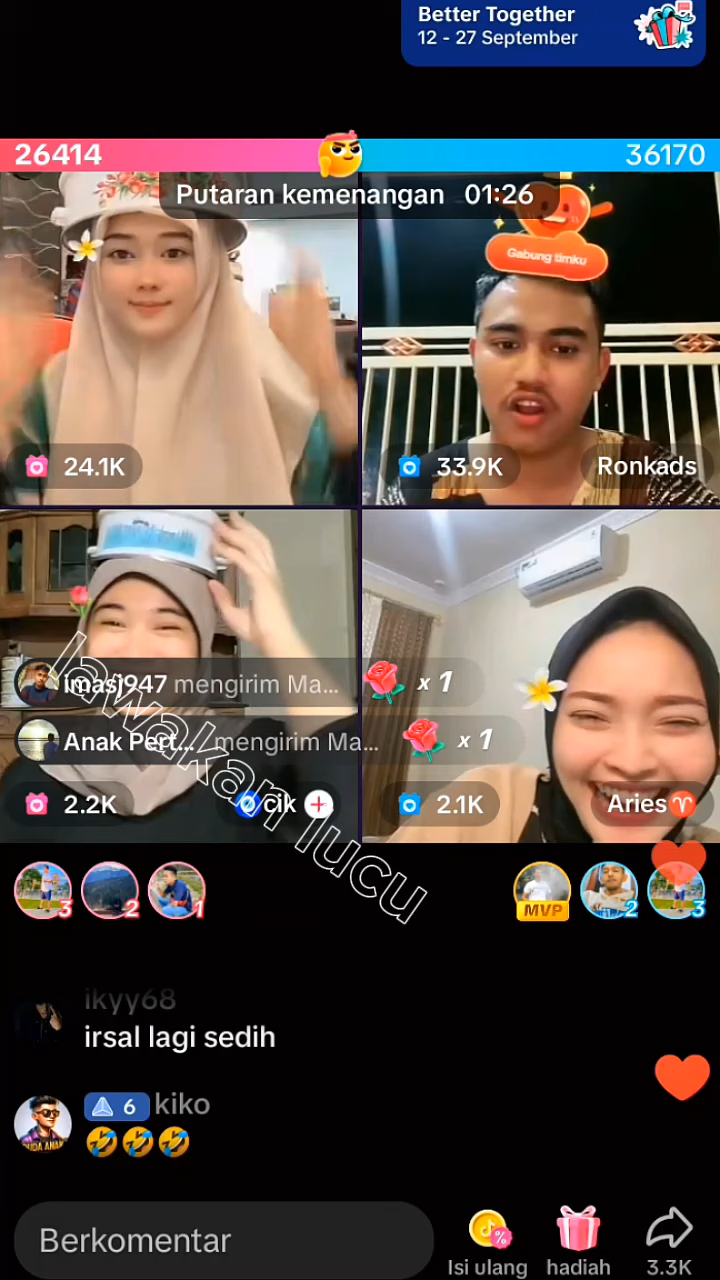 Better Together
12 - 27 September
26414
36170
Putaran kemenangan 01:26
Gabung timku
24.1K
33.9K
Ronkads
imasj947 mengirim Ma...
x 1
Anak Pert... mengirim Ma...
x 1
2.2K
cik
2.1K
Aries♈
lawakan lucu
3
2
1
MVP
2
3
ikyy68
irsal lagi sedih
6 kiko
🤣🤣🤣
Berkomentar
Isi ulang
hadiah
3.3K